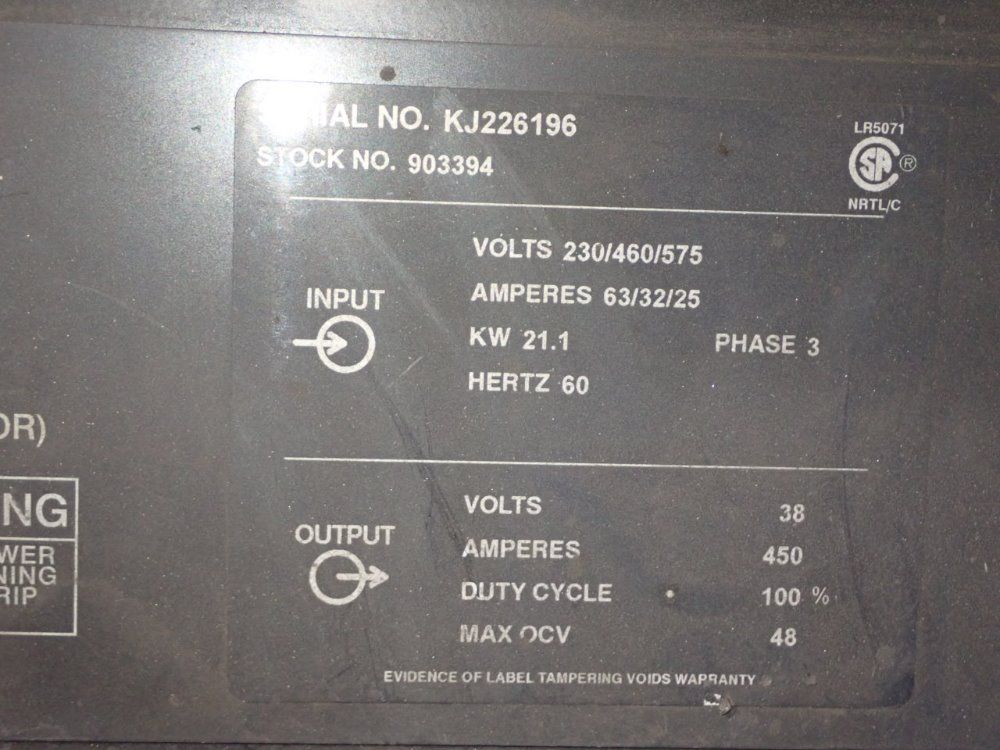 SERIAL NO. KJ226196
STOCK NO. 903394
LR5071
SA ®
NRTL/C
INPUT
VOLTS 230/460/575
AMPERES 63/32/25
KW 21.1 PHASE 3
HERTZ 60
OUTPUT
VOLTS 38
AMPERES 450
DUTY CYCLE 100 %
MAX OCV 48
EVIDENCE OF LABEL TAMPERING VOIDS WARRANTY
OR)
NG
WER
NING
RIP